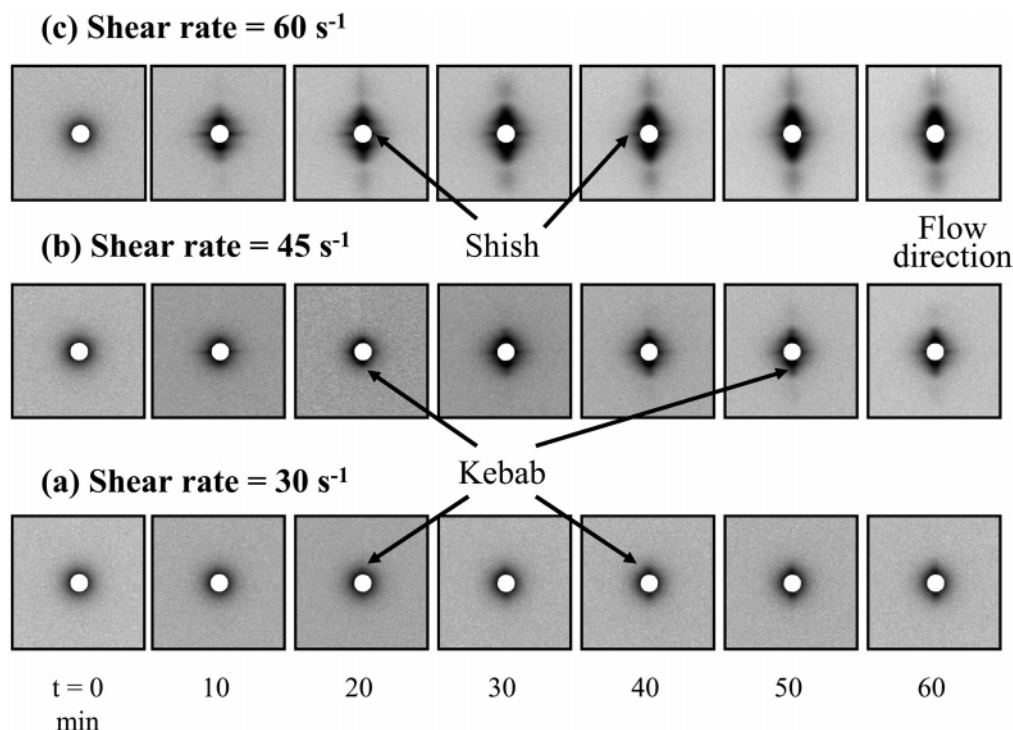 (c) Shear rate = 60 s-1
Shish
Flow
direction
(b) Shear rate = 45 s-1
Kebab
(a) Shear rate = 30 s-1
t = 0 10 20 30 40 50 60
min